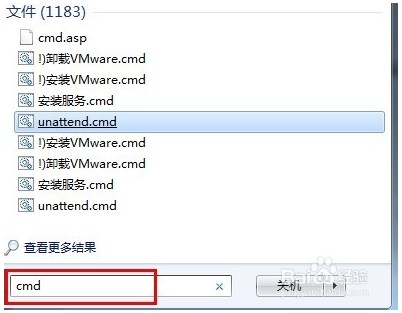 文件 (1183)
cmd.asp
!)卸载VMware.cmd
!)安装VMware.cmd
安装服务.cmd
unattend.cmd
!)安装VMware.cmd
!)卸载VMware.cmd
安装服务.cmd
unattend.cmd
查看更多结果
cmd
关机
Baidu经验